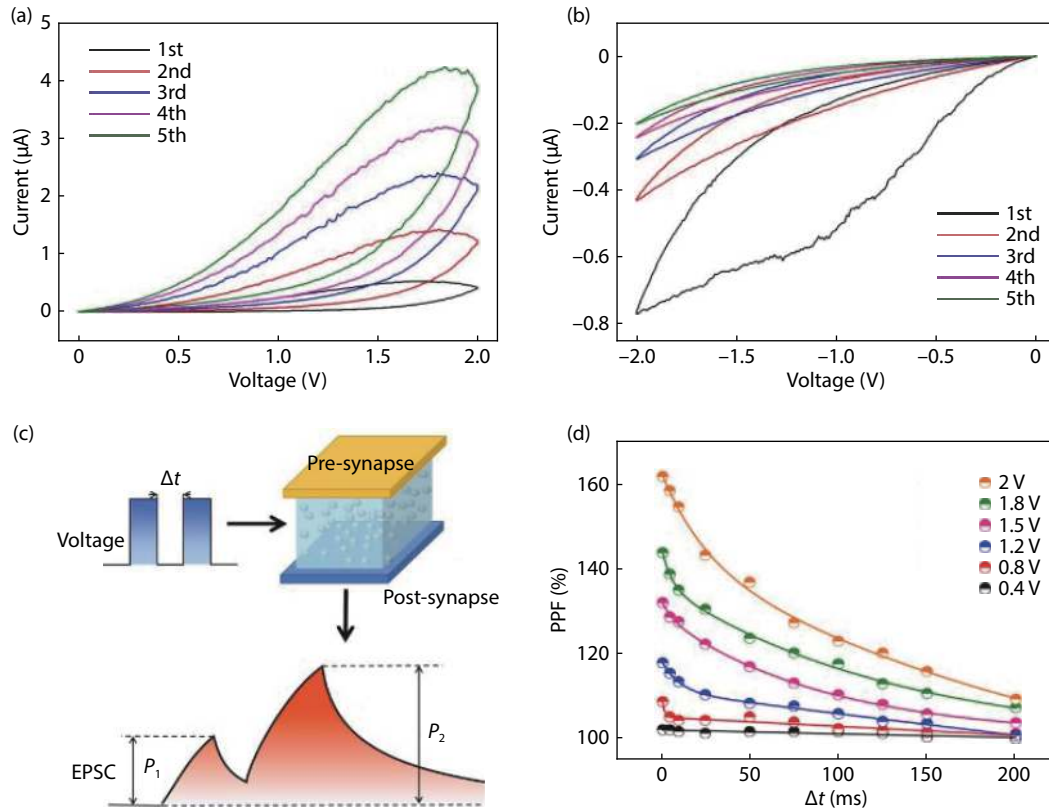 (a)
5
4
3
2
1
0
Current (μA)
1st
2nd
3rd
4th
5th
0
0.5
1.0
1.5
2.0
Voltage (V)
(b)
0
−0.2
−0.4
−0.6
−0.8
Current (μA)
1st
2nd
3rd
4th
5th
−2.0
−1.5
−1.0
−0.5
0
Voltage (V)
(c)
Δt
Voltage
Pre-synapse
Post-synapse
EPSC
P1
P2
(d)
160
140
120
100
PPF (%)
2 V
1.8 V
1.5 V
1.2 V
0.8 V
0.4 V
0
50
100
150
200
Δt (ms)